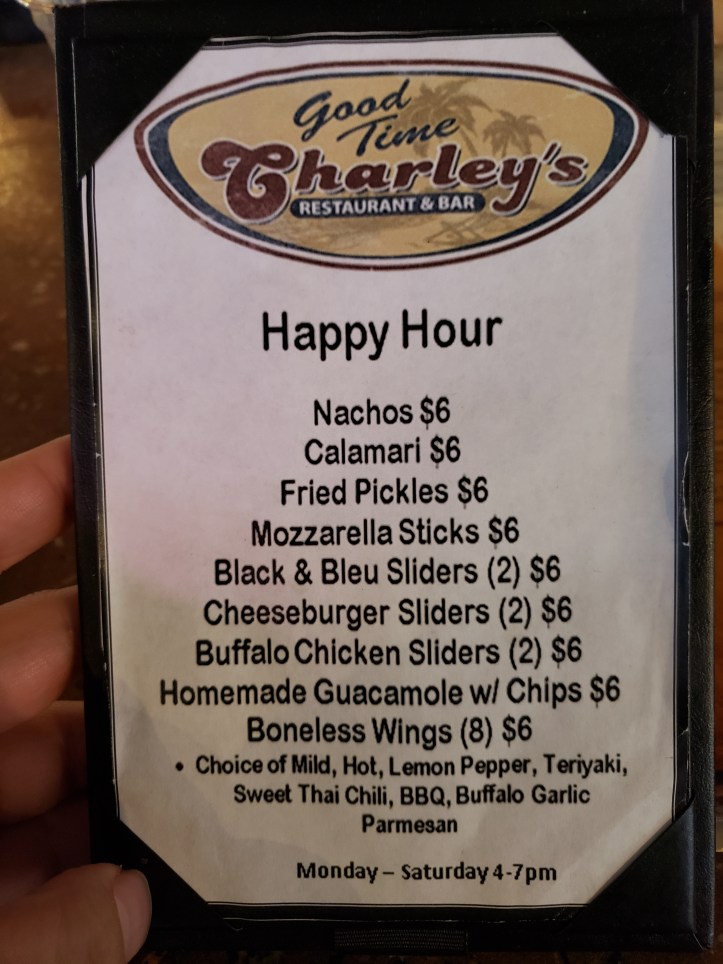 Good
Time
Charley's
RESTAURANT & BAR
Happy Hour
Nachos $6
Calamari $6
Fried Pickles $6
Mozzarella Sticks $6
Black & Bleu Sliders (2) $6
Cheeseburger Sliders (2) $6
Buffalo Chicken Sliders (2) $6
Homemade Guacamole w/ Chips $6
Boneless Wings (8) $6
• Choice of Mild, Hot, Lemon Pepper, Teriyaki,
Sweet Thai Chili, BBQ, Buffalo Garlic
Parmesan
Monday – Saturday 4-7pm